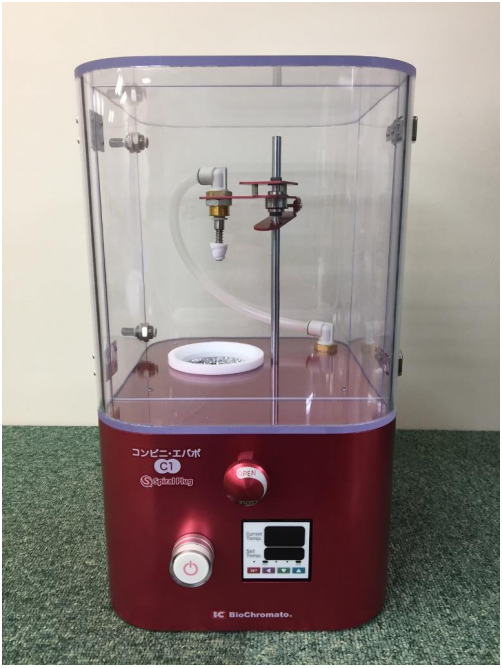 コンビニ・エバポ
C1
Spiral Plug
OPEN
Current
Temp.
Set
Temp.
BioChromato